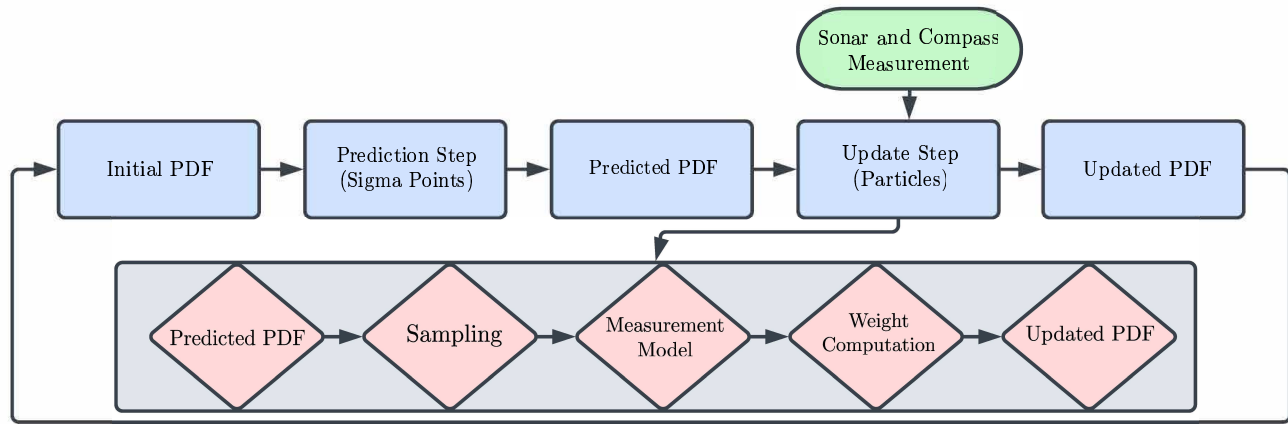 Sonar and Compass
Measurement
Initial PDF
Prediction Step
(Sigma Points)
Predicted PDF
Update Step
(Particles)
Updated PDF
Predicted PDF
Sampling
Measurement
Model
Weight
Computation
Updated PDF